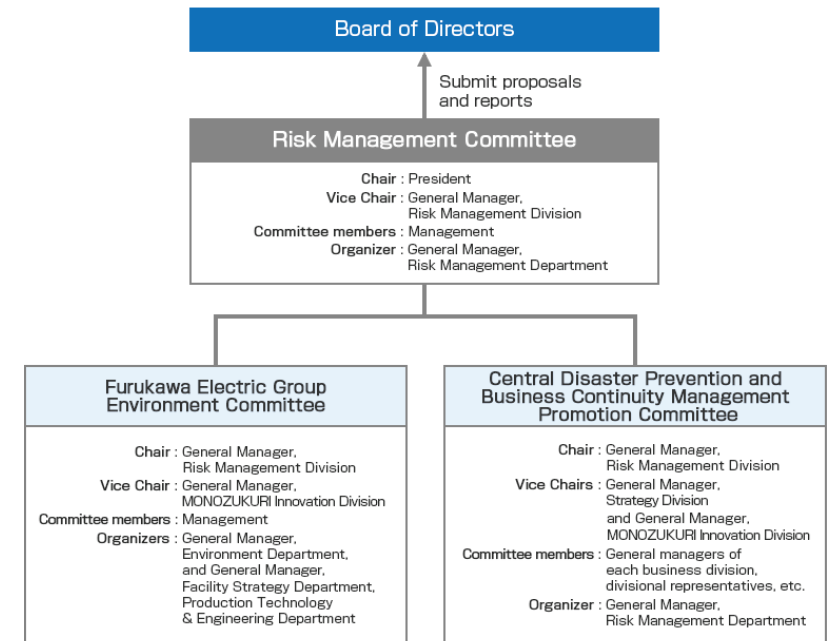 Board of Directors
Submit proposals
and reports
Risk Management Committee
Chair : President
Vice Chair : General Manager,
Risk Management Division
Committee members : Management
Organizer : General Manager,
Risk Management Department
Furukawa Electric Group
Environment Committee
Chair : General Manager,
Risk Management Division
Vice Chair : General Manager,
MONOZUKURI Innovation Division
Committee members : Management
Organizers : General Manager,
Environment Department,
and General Manager,
Facility Strategy Department,
Production Technology
& Engineering Department
Central Disaster Prevention and
Business Continuity Management
Promotion Committee
Chair : General Manager,
Risk Management Division
Vice Chairs : General Manager,
Strategy Division
and General Manager,
MONOZUKURI Innovation Division
Committee members : General managers of
each business division,
divisional representatives, etc.
Organizer : General Manager,
Risk Management Department